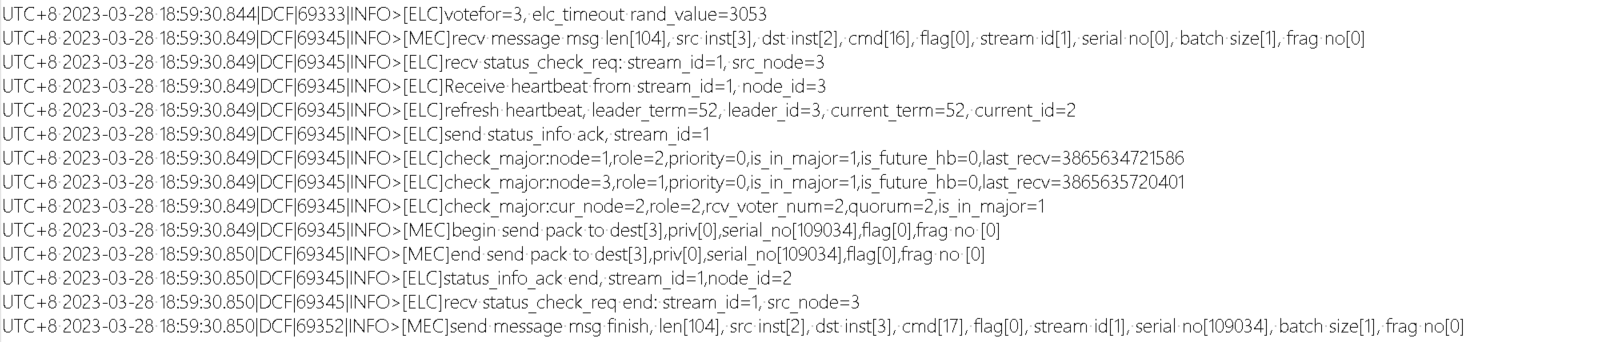 UTC+8 2023-03-28 18:59:30.844|DCF|69333|INFO>[ELC]votefor=3, elc_timeout rand_value=3053
UTC+8 2023-03-28 18:59:30.849|DCF|69345|INFO>[MEC]recv message msg len[104], src inst[3], dst inst[2], cmd[16], flag[0], stream id[1], serial no[0], batch size[1], frag no[0]
UTC+8 2023-03-28 18:59:30.849|DCF|69345|INFO>[ELC]recv status_check_req: stream_id=1, src_node=3
UTC+8 2023-03-28 18:59:30.849|DCF|69345|INFO>[ELC]Receive heartbeat from stream_id=1, node_id=3
UTC+8 2023-03-28 18:59:30.849|DCF|69345|INFO>[ELC]refresh heartbeat, leader_term=52, leader_id=3, current_term=52, current_id=2
UTC+8 2023-03-28 18:59:30.849|DCF|69345|INFO>[ELC]send status_info ack, stream_id=1
UTC+8 2023-03-28 18:59:30.849|DCF|69345|INFO>[ELC]check_major:node=1,role=2,priority=0,is_in_major=1,is_future_hb=0,last_recv=3865634721586
UTC+8 2023-03-28 18:59:30.849|DCF|69345|INFO>[ELC]check_major:node=3,role=1,priority=0,is_in_major=1,is_future_hb=0,last_recv=3865635720401
UTC+8 2023-03-28 18:59:30.849|DCF|69345|INFO>[ELC]check_major:cur_node=2,role=2,rcv_voter_num=2,quorum=2,is_in_major=1
UTC+8 2023-03-28 18:59:30.849|DCF|69345|INFO>[MEC]begin send pack to dest[3],priv[0],serial_no[109034],flag[0],frag no [0]
UTC+8 2023-03-28 18:59:30.850|DCF|69345|INFO>[MEC]end send pack to dest[3],priv[0],serial_no[109034],flag[0],frag no [0]
UTC+8 2023-03-28 18:59:30.850|DCF|69345|INFO>[ELC]status_info_ack end, stream_id=1,node_id=2
UTC+8 2023-03-28 18:59:30.850|DCF|69345|INFO>[ELC]recv status_check_req end: stream_id=1, src_node=3
UTC+8 2023-03-28 18:59:30.850|DCF|69352|INFO>[MEC]send message msg finish, len[104], src inst[2], dst inst[3], cmd[17], flag[0], stream id[1], serial no[109034], batch size[1], frag no[0]